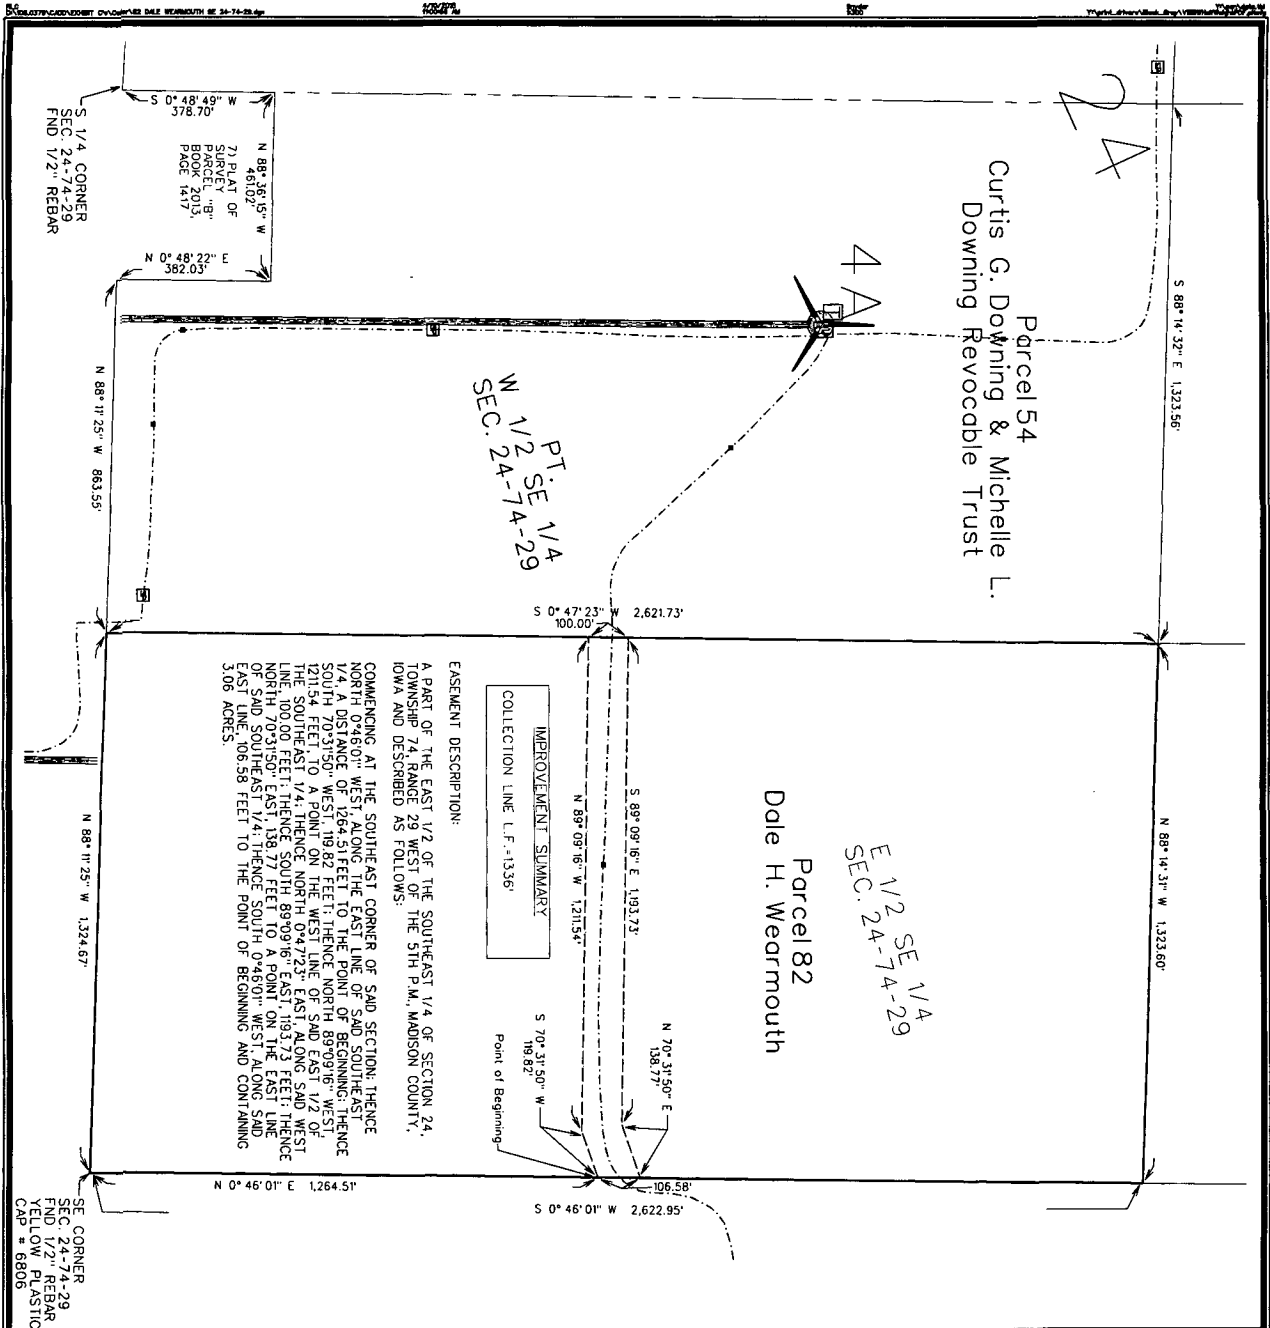 24
Parcel 54
Curtis G. Downing & Michelle L.
Downing Revocable Trust
4A
S 88° 14' 32" E 1,323.56'
S 0° 48' 49" W
378.70'
N 88° 36' 15" W
461.02'
7) PLAT OF
SURVEY
PARCEL "B"
BOOK 2013,
PAGE 1417
S 1/4 CORNER
SEC. 24-74-29
FND 1/2" REBAR
N 0° 48' 22" E
382.03'
N 88° 11' 25" W 863.55'
PT.
W 1/2 SE 1/4
SEC. 24-74-29
S 0° 47' 23" W 2,621.73'
100.00'
E 1/2 SE 1/4
SEC. 24-74-29
Parcel 82
Dale H. Wearmouth
N 88° 14' 31" W 1,323.60'
S 89° 09' 16" E 1,193.73'
N 89° 09' 16" W 1,211.54'
N 70° 31' 50" E
138.77'
S 70° 31' 50" W
119.82'
Point of Beginning
IMPROVEMENT SUMMARY
COLLECTION LINE L.F.=1336'
EASEMENT DESCRIPTION:
A PART OF THE EAST 1/2 OF THE SOUTHEAST 1/4 OF SECTION 24,
TOWNSHIP 74, RANGE 29 WEST OF THE 5TH P.M., MADISON COUNTY,
IOWA AND DESCRIBED AS FOLLOWS:
COMMENCING AT THE SOUTHEAST CORNER OF SAID SECTION; THENCE
NORTH 0°46'01" WEST, ALONG THE EAST LINE OF SAID SOUTHEAST
1/4, A DISTANCE OF 1264.51 FEET TO THE POINT OF BEGINNING; THENCE
SOUTH 70°31'50" WEST, 119.82 FEET; THENCE NORTH 89°09'16" WEST,
1211.54 FEET, TO A POINT ON THE WEST LINE OF SAID EAST 1/2 OF
THE SOUTHEAST 1/4; THENCE NORTH 0°47'23" EAST, ALONG SAID WEST
LINE, 100.00 FEET; THENCE SOUTH 89°09'16" EAST, 1193.73 FEET; THENCE
NORTH 70°31'50" EAST, 138.77 FEET TO A POINT ON THE EAST LINE
OF SAID SOUTHEAST 1/4; THENCE SOUTH 0°46'01" WEST, ALONG SAID
EAST LINE, 106.58 FEET TO THE POINT OF BEGINNING AND CONTAINING
3.06 ACRES.
N 88° 11' 25" W 1,324.67'
N 0° 46' 01" E 1,264.51'
106.58'
S 0° 46' 01" W 2,622.95'
SE CORNER
SEC. 24-74-29
FND 1/2" REBAR
YELLOW PLASTIC
CAP # 6806